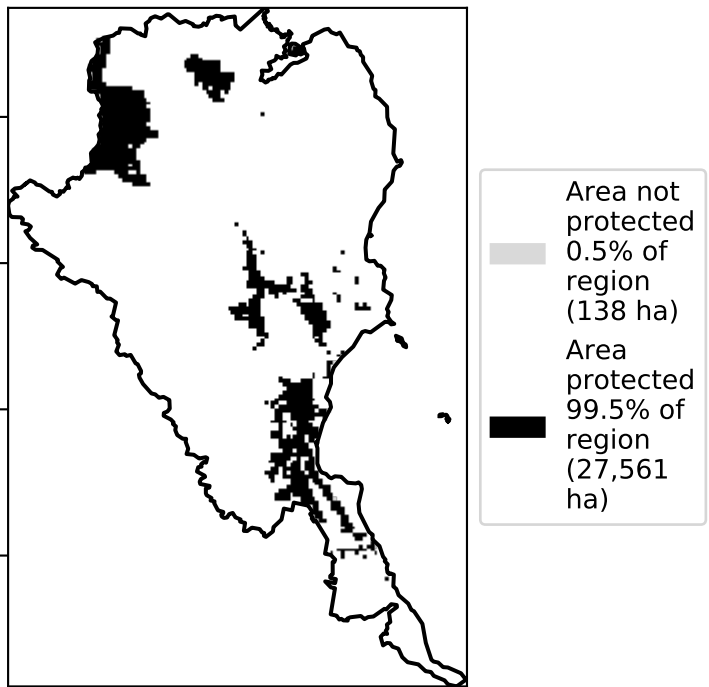 Area not
protected
0.5% of
region
(138 ha)
Area
protected
99.5% of
region
(27,561
ha)